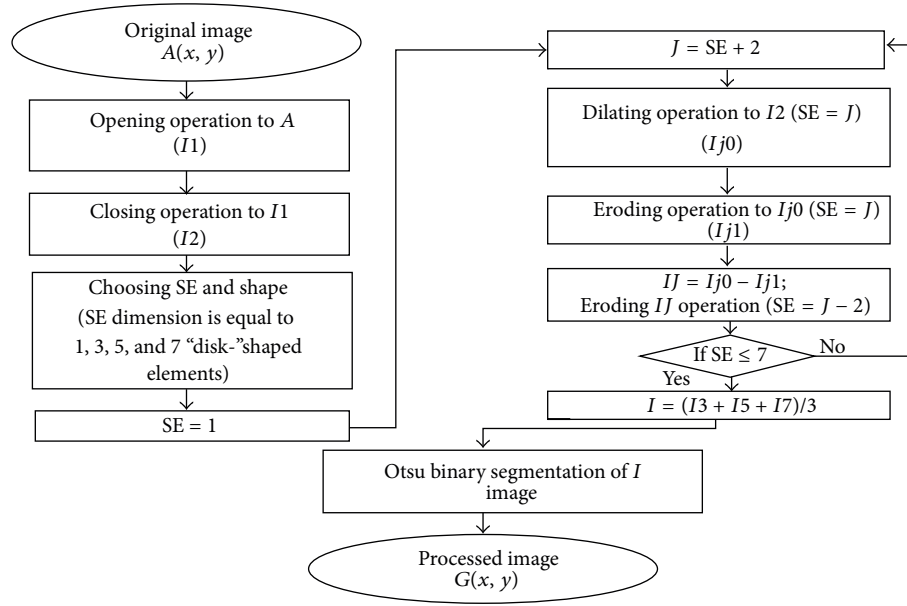 Original image
A(x, y)
Opening operation to A
(I1)
Closing operation to I1
(I2)
Choosing SE and shape
(SE dimension is equal to
1, 3, 5, and 7 “disk-”shaped
elements)
SE = 1
J = SE + 2
Dilating operation to I2 (SE = J)
(Ij0)
Eroding operation to Ij0 (SE = J)
(Ij1)
IJ = Ij0 − Ij1;
Eroding IJ operation (SE = J − 2)
If SE ≤ 7
No
Yes
I = (I3 + I5 + I7)/3
Otsu binary segmentation of I
image
Processed image
G(x, y)